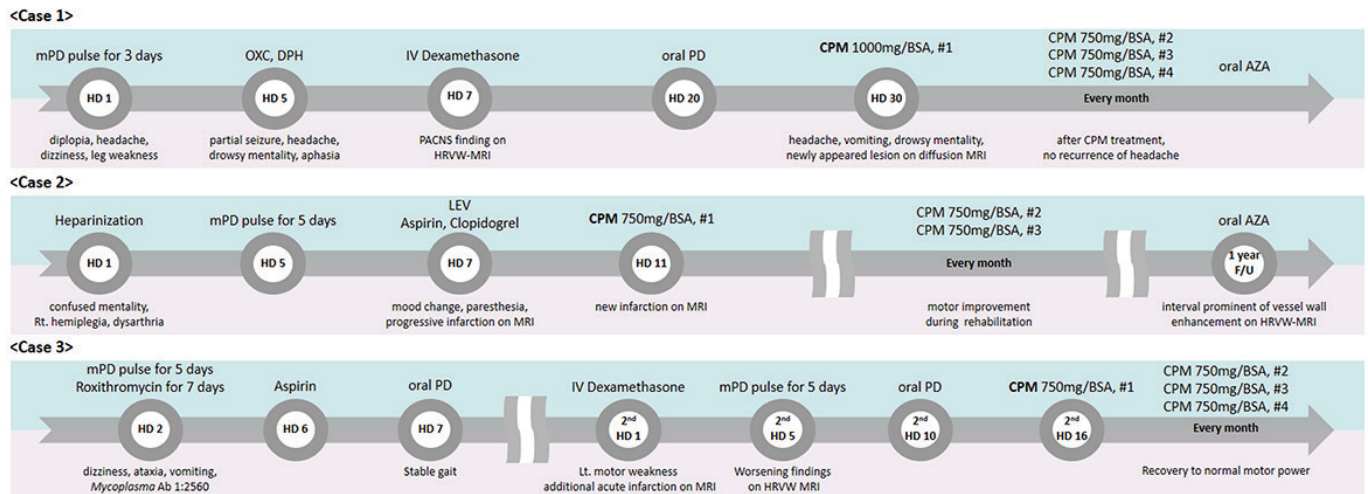 <Case 1>
mPD pulse for 3 days
OXC, DPH
IV Dexamethasone
oral PD
CPM 1000mg/BSA, #1
CPM 750mg/BSA, #2
CPM 750mg/BSA, #3
CPM 750mg/BSA, #4
oral AZA
HD 1
HD 5
HD 7
HD 20
HD 30
Every month
diplopia, headache,
dizziness, leg weakness
partial seizure, headache,
drowsy mentality, aphasia
PACNS finding on
HRVW-MRI
headache, vomiting, drowsy mentality,
newly appeared lesion on diffusion MRI
after CPM treatment,
no recurrence of headache
<Case 2>
Heparinization
mPD pulse for 5 days
LEV
Aspirin, Clopidogrel
CPM 750mg/BSA, #1
CPM 750mg/BSA, #2
CPM 750mg/BSA, #3
oral AZA
HD 1
HD 5
HD 7
HD 11
Every month
1 year
F/U
confused mentality,
Rt. hemiplegia, dysarthria
mood change, paresthesia,
progressive infarction on MRI
new infarction on MRI
motor improvement
during rehabilitation
interval prominent of vessel wall
enhancement on HRVW-MRI
<Case 3>
mPD pulse for 5 days
Roxithromycin for 7 days
Aspirin
oral PD
IV Dexamethasone
mPD pulse for 5 days
oral PD
CPM 750mg/BSA, #1
CPM 750mg/BSA, #2
CPM 750mg/BSA, #3
CPM 750mg/BSA, #4
HD 2
HD 6
HD 7
2nd
HD 1
2nd
HD 5
2nd
HD 10
2nd
HD 16
Every month
dizziness, ataxia, vomiting,
Mycoplasma Ab 1:2560
Stable gait
Lt. motor weakness
additional acute infarction on MRI
Worsening findings
on HRVW MRI
Recovery to normal motor power